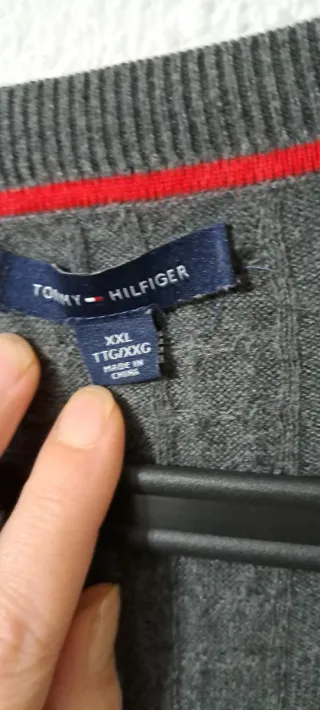 TOMMY HILFIGER
XXL
TTG/XXG
MADE IN
CHINA